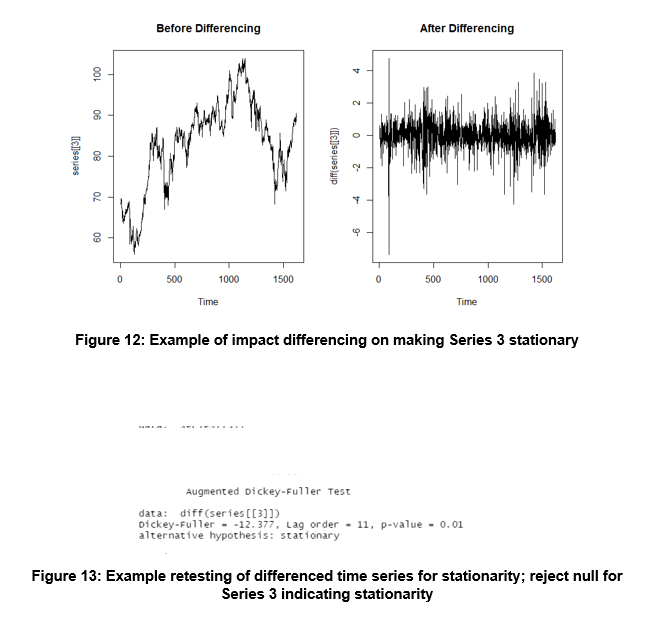 Before Differencing
After Differencing
series[[3]]
100
90
80
70
60
0 500 1000 1500
Time
diff(series[[3]])
4
2
0
-2
-4
-6
0 500 1000 1500
Time
Figure 12: Example of impact differencing on making Series 3 stationary
Augmented Dickey-Fuller Test
data: diff(series[[3]])
Dickey-Fuller = -12.377, Lag order = 11, p-value = 0.01
alternative hypothesis: stationary
Figure 13: Example retesting of differenced time series for stationarity; reject null for
Series 3 indicating stationarity